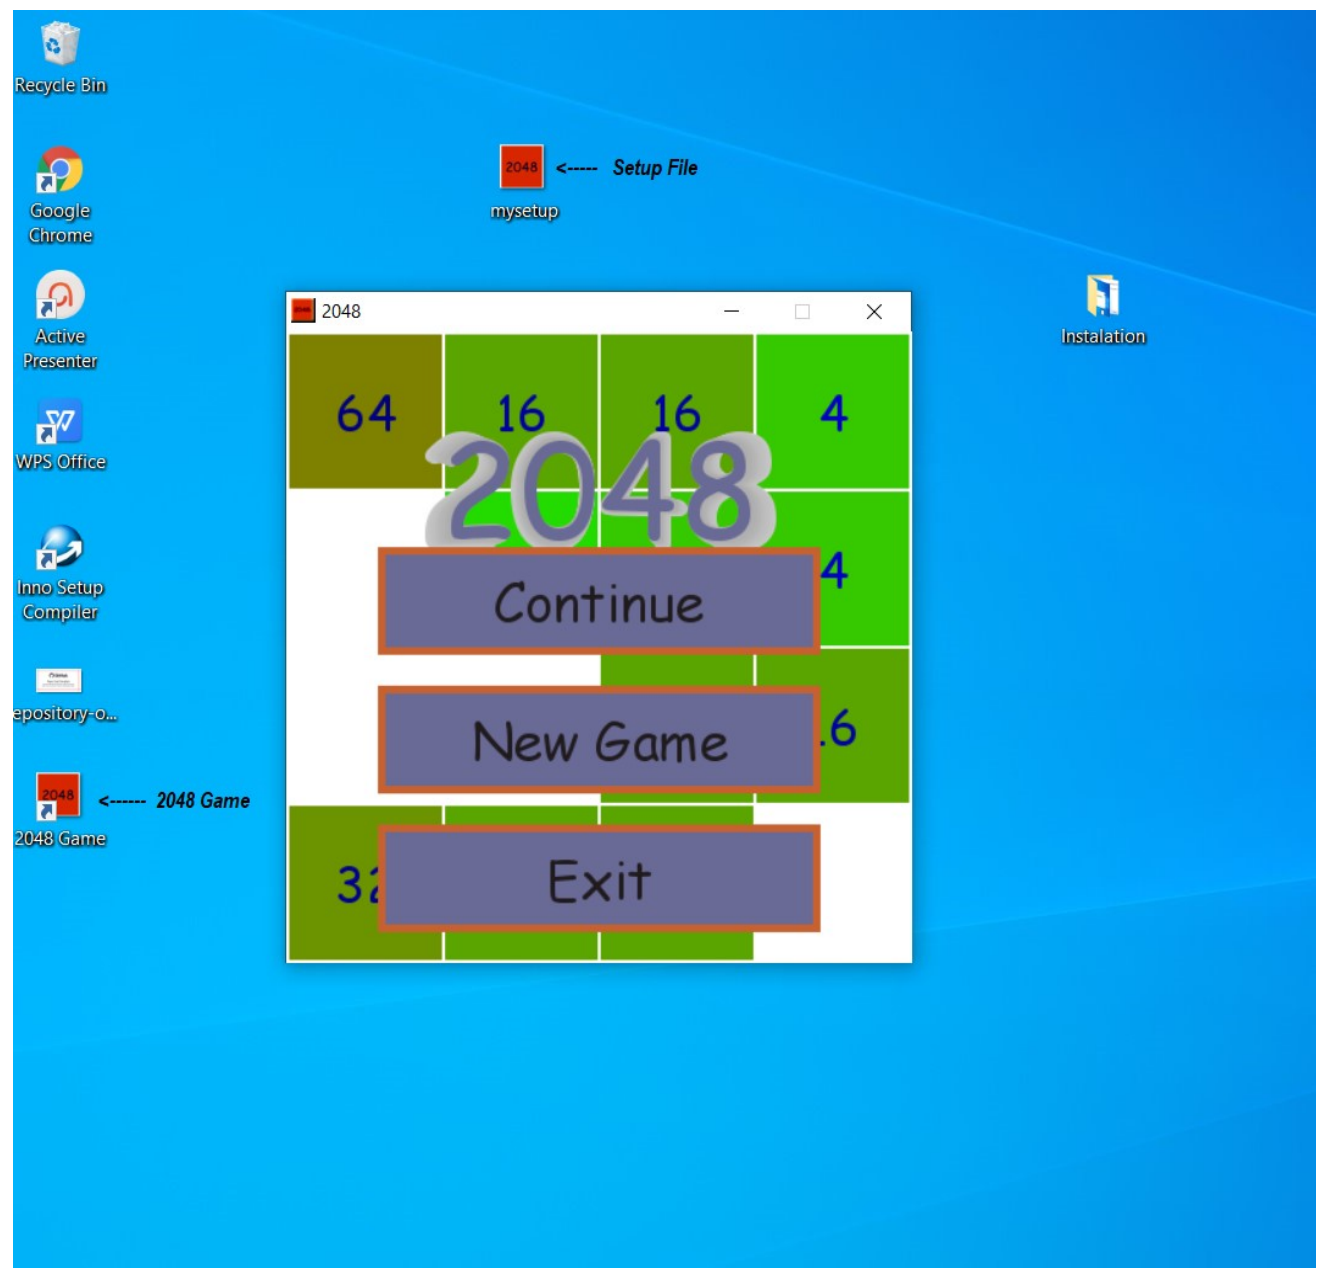 Recycle Bin
2048 <----- Setup File
mysetup
Google
Chrome
Instalation
Active
Presenter
WPS Office
Inno Setup
Compiler
epository-o...
2048 <------ 2048 Game
2048 Game
2048
64 16 16 4
2048
4
Continue
New Game
Exit